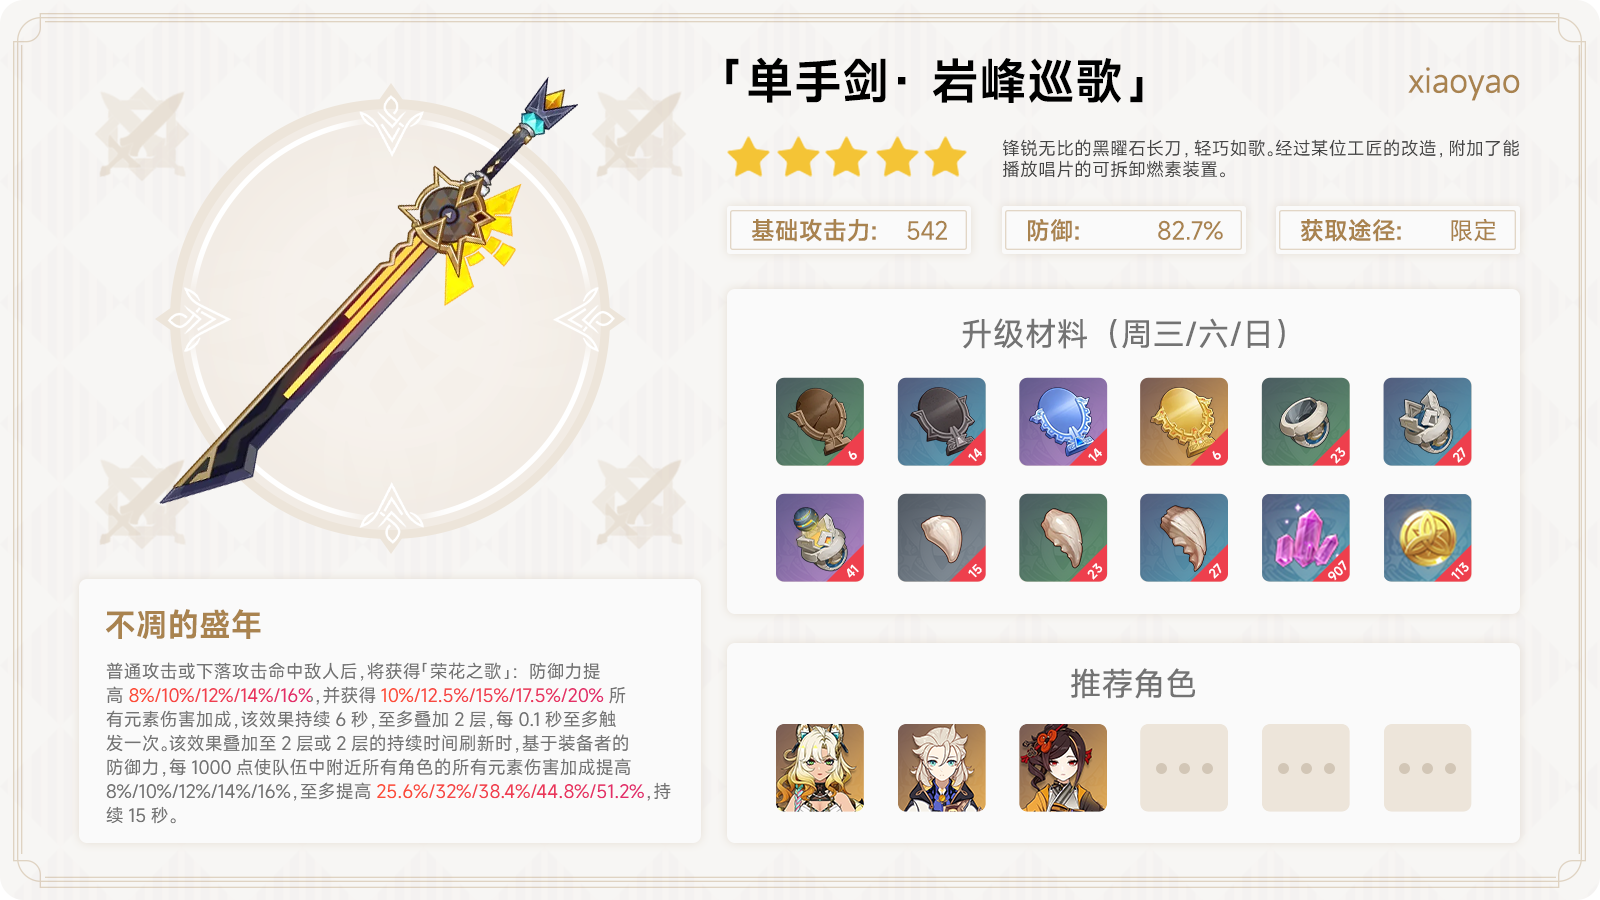 「单手剑· 岩峰巡歌」
xiaoyao
锋锐无比的黑曜石长刀, 轻巧如歌。经过某位工匠的改造, 附加了能
播放唱片的可拆卸燃素装置。
基础攻击力: 542
防御: 82.7%
获取途径: 限定
升级材料（周三/六/日）
6
14
14
6
23
27
41
15
23
27
907
113
不凋的盛年
普通攻击或下落攻击命中敌人后,将获得「荣花之歌」: 防御力提
高 8%/10%/12%/14%/16%,并获得 10%/12.5%/15%/17.5%/20% 所
有元素伤害加成,该效果持续 6 秒,至多叠加 2 层,每 0.1 秒至多触
发一次。该效果叠加至 2 层或 2 层的持续时间刷新时,基于装备者的
防御力,每 1000 点使队伍中附近所有角色的所有元素伤害加成提高
8%/10%/12%/14%/16%,至多提高 25.6%/32%/38.4%/44.8%/51.2%,持
续 15 秒。
推荐角色